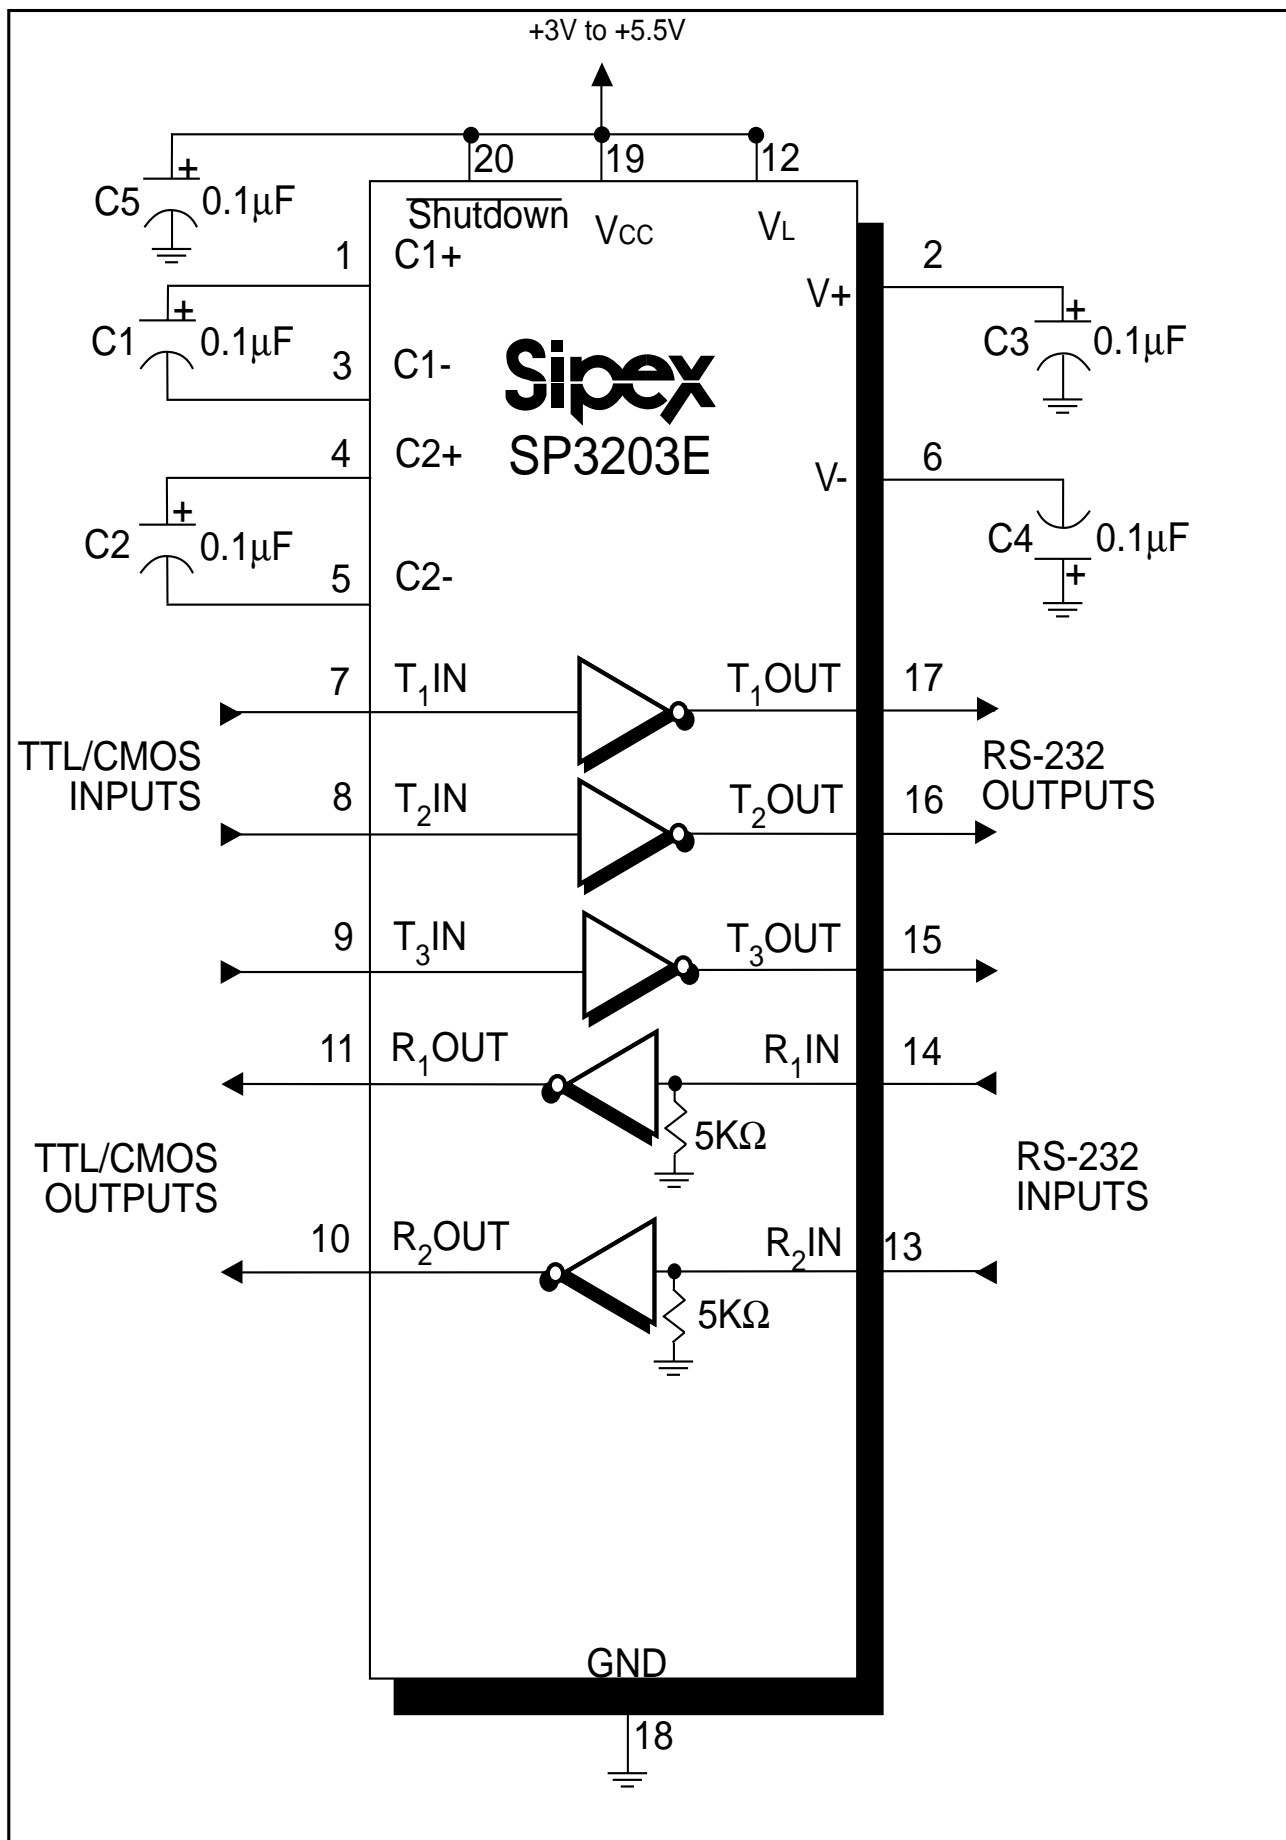 +3V to +5.5V
20
19
12
C5
+
0.1µF
Shutdown
VCC
VL
1
C1+
2
V+
C1
+
0.1µF
C3
+
0.1µF
3
C1-
Sipex
SP3203E
4
C2+
6
V-
C2
+
0.1µF
C4
+
0.1µF
5
C2-
7
T1IN
T1OUT
17
TTL/CMOS
INPUTS
RS-232
OUTPUTS
8
T2IN
T2OUT
16
9
T3IN
T3OUT
15
11
R1OUT
R1IN
14
5KΩ
TTL/CMOS
OUTPUTS
RS-232
INPUTS
10
R2OUT
R2IN
13
5KΩ
GND
18